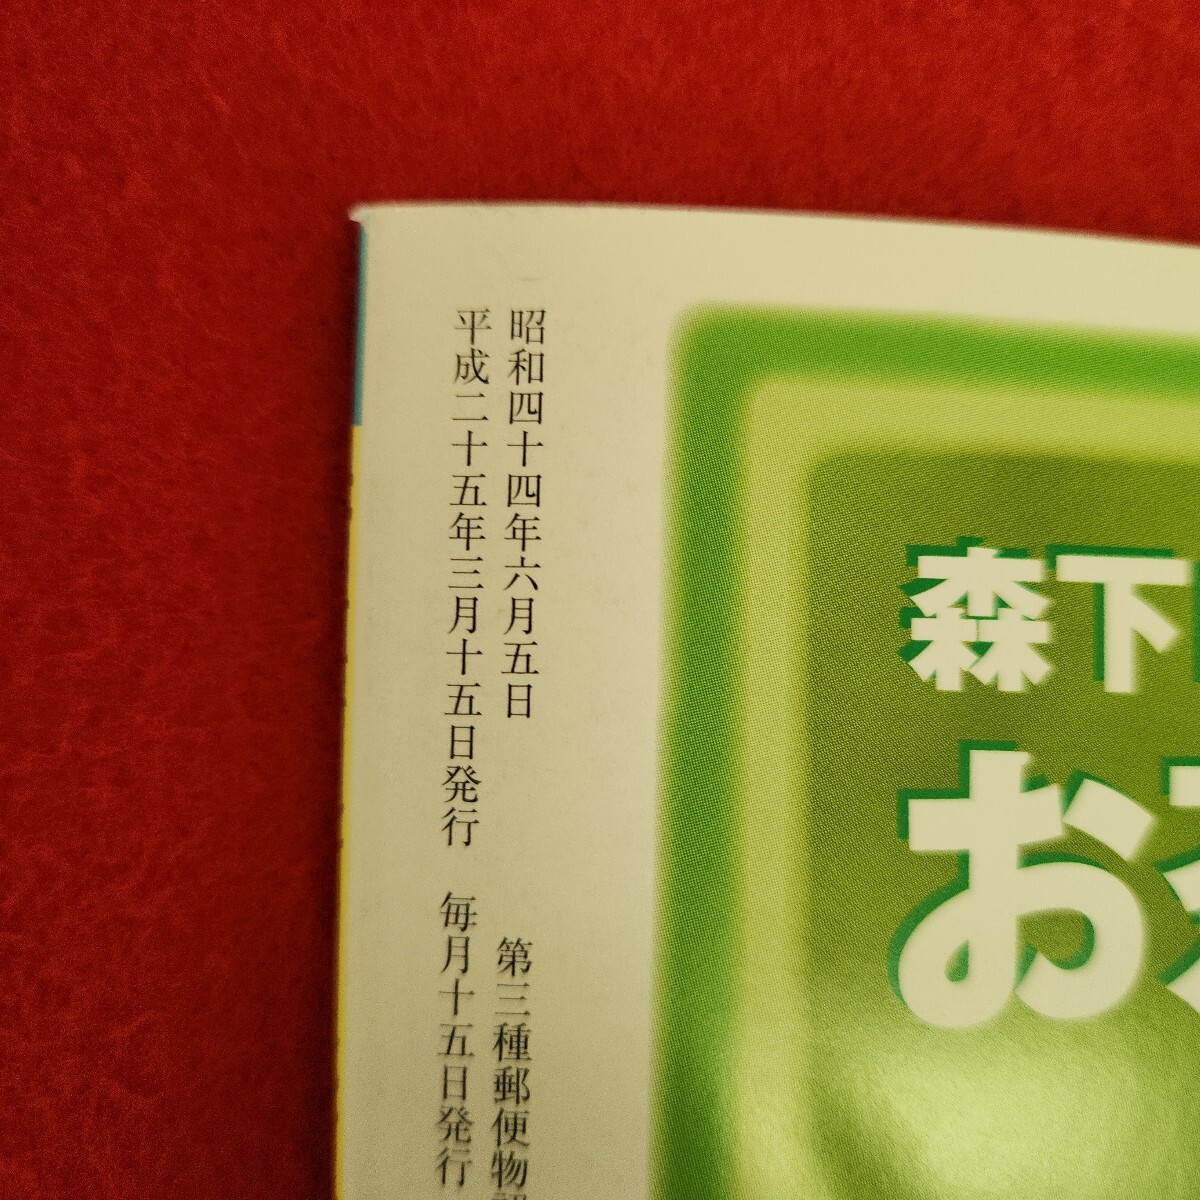 昭和四十四年六月五日　第三種郵便物
平成二十五年三月十五日発行　毎月十五日発行
森下
お